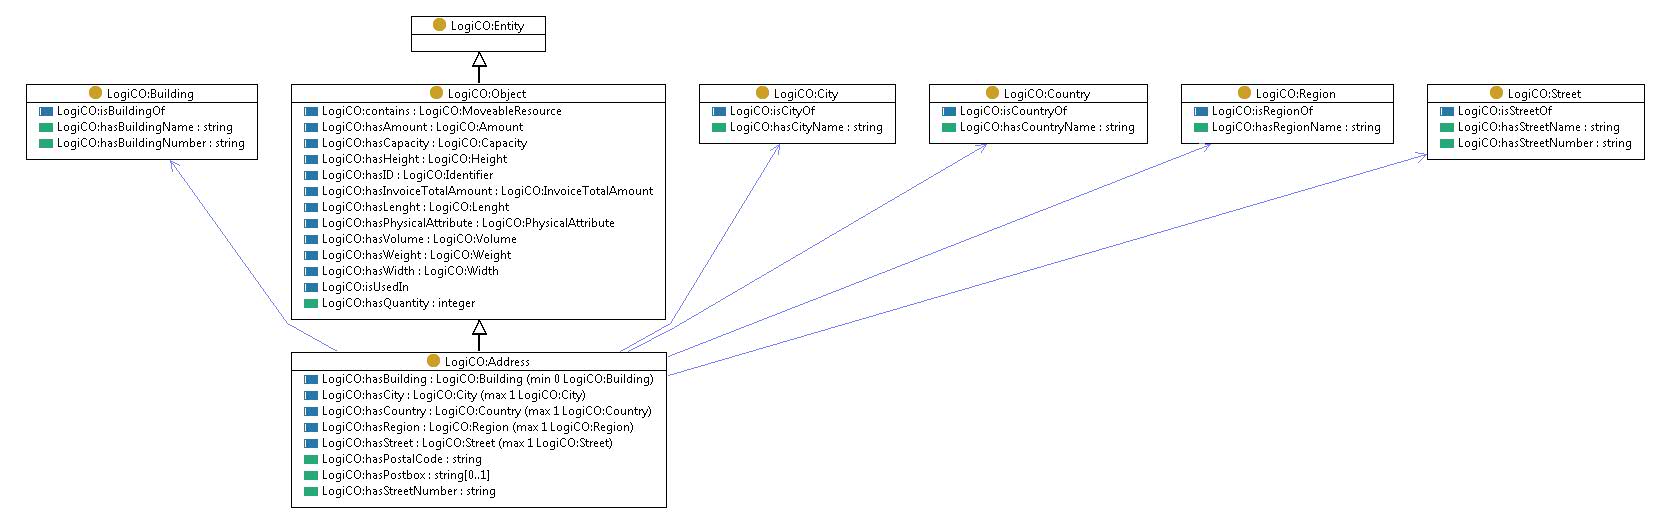 LogiCO:Entity
LogiCO:Building
LogiCO:isBuildingOf
LogiCO:hasBuildingName : string
LogiCO:hasBuildingNumber : string
LogiCO:Object
LogiCO:contains : LogiCO:MoveableResource
LogiCO:hasAmount : LogiCO:Amount
LogiCO:hasCapacity : LogiCO:Capacity
LogiCO:hasHeight : LogiCO:Height
LogiCO:hasID : LogiCO:Identifier
LogiCO:hasInvoiceTotalAmount : LogiCO:InvoiceTotalAmount
LogiCO:hasLenght : LogiCO:Lenght
LogiCO:hasPhysicalAttribute : LogiCO:PhysicalAttribute
LogiCO:hasVolume : LogiCO:Volume
LogiCO:hasWeight : LogiCO:Weight
LogiCO:hasWidth : LogiCO:Width
LogiCO:isUsedIn
LogiCO:hasQuantity : integer
LogiCO:City
LogiCO:isCityOf
LogiCO:hasCityName : string
LogiCO:Country
LogiCO:isCountryOf
LogiCO:hasCountryName : string
LogiCO:Region
LogiCO:isRegionOf
LogiCO:hasRegionName : string
LogiCO:Street
LogiCO:isStreetOf
LogiCO:hasStreetName : string
LogiCO:hasStreetNumber : string
LogiCO:Address
LogiCO:hasBuilding : LogiCO:Building (min 0 LogiCO:Building)
LogiCO:hasCity : LogiCO:City (max 1 LogiCO:City)
LogiCO:hasCountry : LogiCO:Country (max 1 LogiCO:Country)
LogiCO:hasRegion : LogiCO:Region (max 1 LogiCO:Region)
LogiCO:hasStreet : LogiCO:Street (max 1 LogiCO:Street)
LogiCO:hasPostalCode : string
LogiCO:hasPostbox : string[0..1]
LogiCO:hasStreetNumber : string